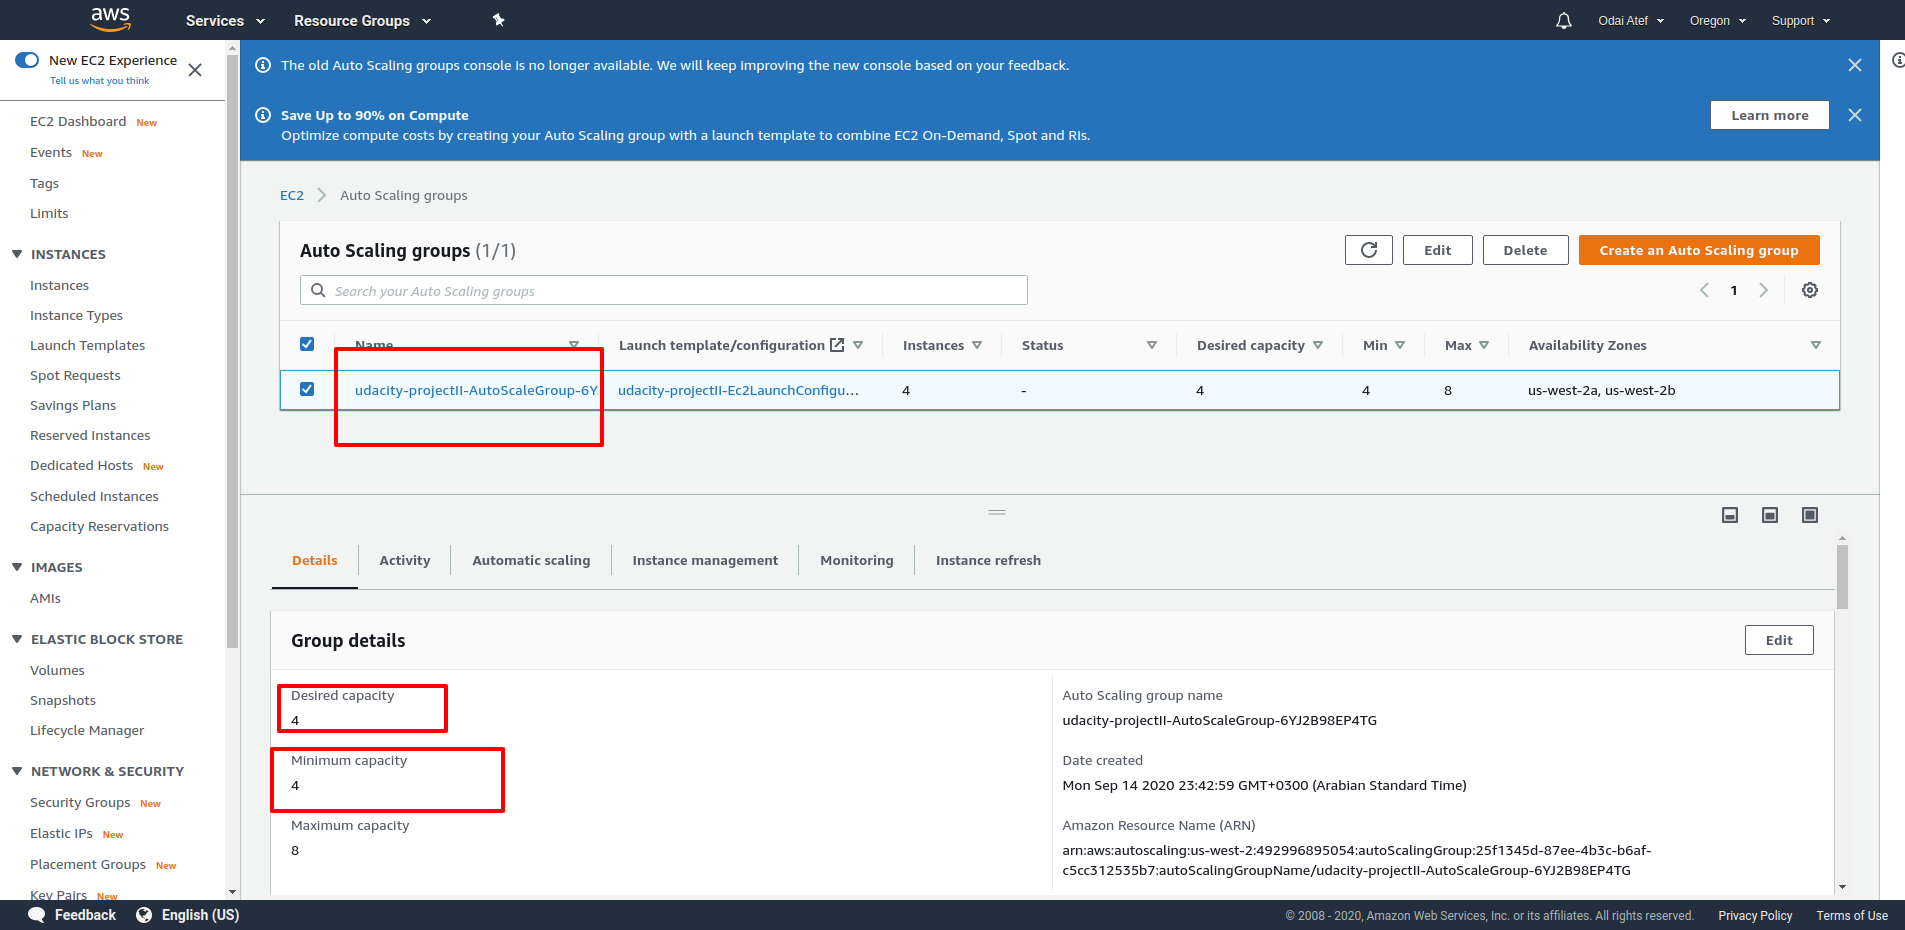 aws
Services
Resource Groups
Odai Atef
Oregon
Support
New EC2 Experience
Tell us what you think
EC2 Dashboard New
Events New
Tags
Limits
INSTANCES
Instances
Instance Types
Launch Templates
Spot Requests
Savings Plans
Reserved Instances
Dedicated Hosts New
Scheduled Instances
Capacity Reservations
IMAGES
AMIs
ELASTIC BLOCK STORE
Volumes
Snapshots
Lifecycle Manager
NETWORK & SECURITY
Security Groups New
Elastic IPs New
Placement Groups New
Key Pairs New
The old Auto Scaling groups console is no longer available. We will keep improving the new console based on your feedback.
Save Up to 90% on Compute
Optimize compute costs by creating your Auto Scaling group with a launch template to combine EC2 On-Demand, Spot and RIs.
Learn more
EC2 Auto Scaling groups
Auto Scaling groups (1/1)
Edit
Delete
Create an Auto Scaling group
Search your Auto Scaling groups
1
Name Launch template/configuration Instances Status Desired capacity Min Max Availability Zones
udacity-projectII-AutoScaleGroup-6Y udacity-projectII-Ec2LaunchConfigu... 4 - 4 4 8 us-west-2a, us-west-2b
Details Activity Automatic scaling Instance management Monitoring Instance refresh
Group details
Edit
Desired capacity
4
Minimum capacity
4
Maximum capacity
8
Auto Scaling group name
udacity-projectII-AutoScaleGroup-6YJ2B98EP4TG
Date created
Mon Sep 14 2020 23:42:59 GMT+0300 (Arabian Standard Time)
Amazon Resource Name (ARN)
arn:aws:autoscaling:us-west-2:492996895054:autoScalingGroup:25f1345d-87ee-4b3c-b6af-
c5cc312535b7:autoScalingGroupName/udacity-projectII-AutoScaleGroup-6YJ2B98EP4TG
Feedback
English (US)
© 2008 - 2020, Amazon Web Services, Inc. or its affiliates. All rights reserved.
Privacy Policy
Terms of Use